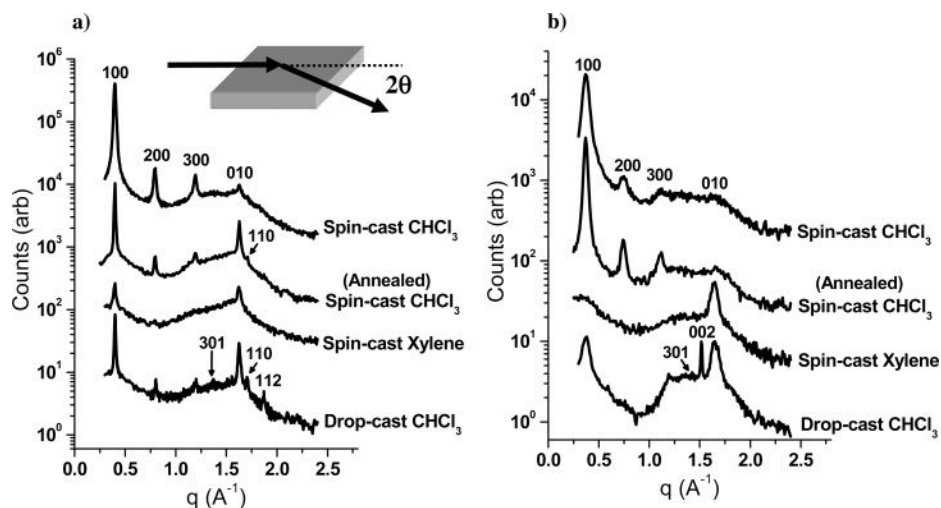 a)
Counts (arb)
10^6
10^5
10^4
10^3
10^2
10^1
10^0
2θ
100
200
300
010
Spin-cast CHCl₃
110
(Annealed)
Spin-cast CHCl₃
Spin-cast Xylene
301
110
112
Drop-cast CHCl₃
0.0 0.5 1.0 1.5 2.0 2.5
q (A⁻¹)
b)
Counts (arb)
10^4
10^3
10^2
10^1
10^0
100
200
300
010
Spin-cast CHCl₃
(Annealed)
Spin-cast CHCl₃
Spin-cast Xylene
002
301
Drop-cast CHCl₃
0.0 0.5 1.0 1.5 2.0 2.5
q (A⁻¹)